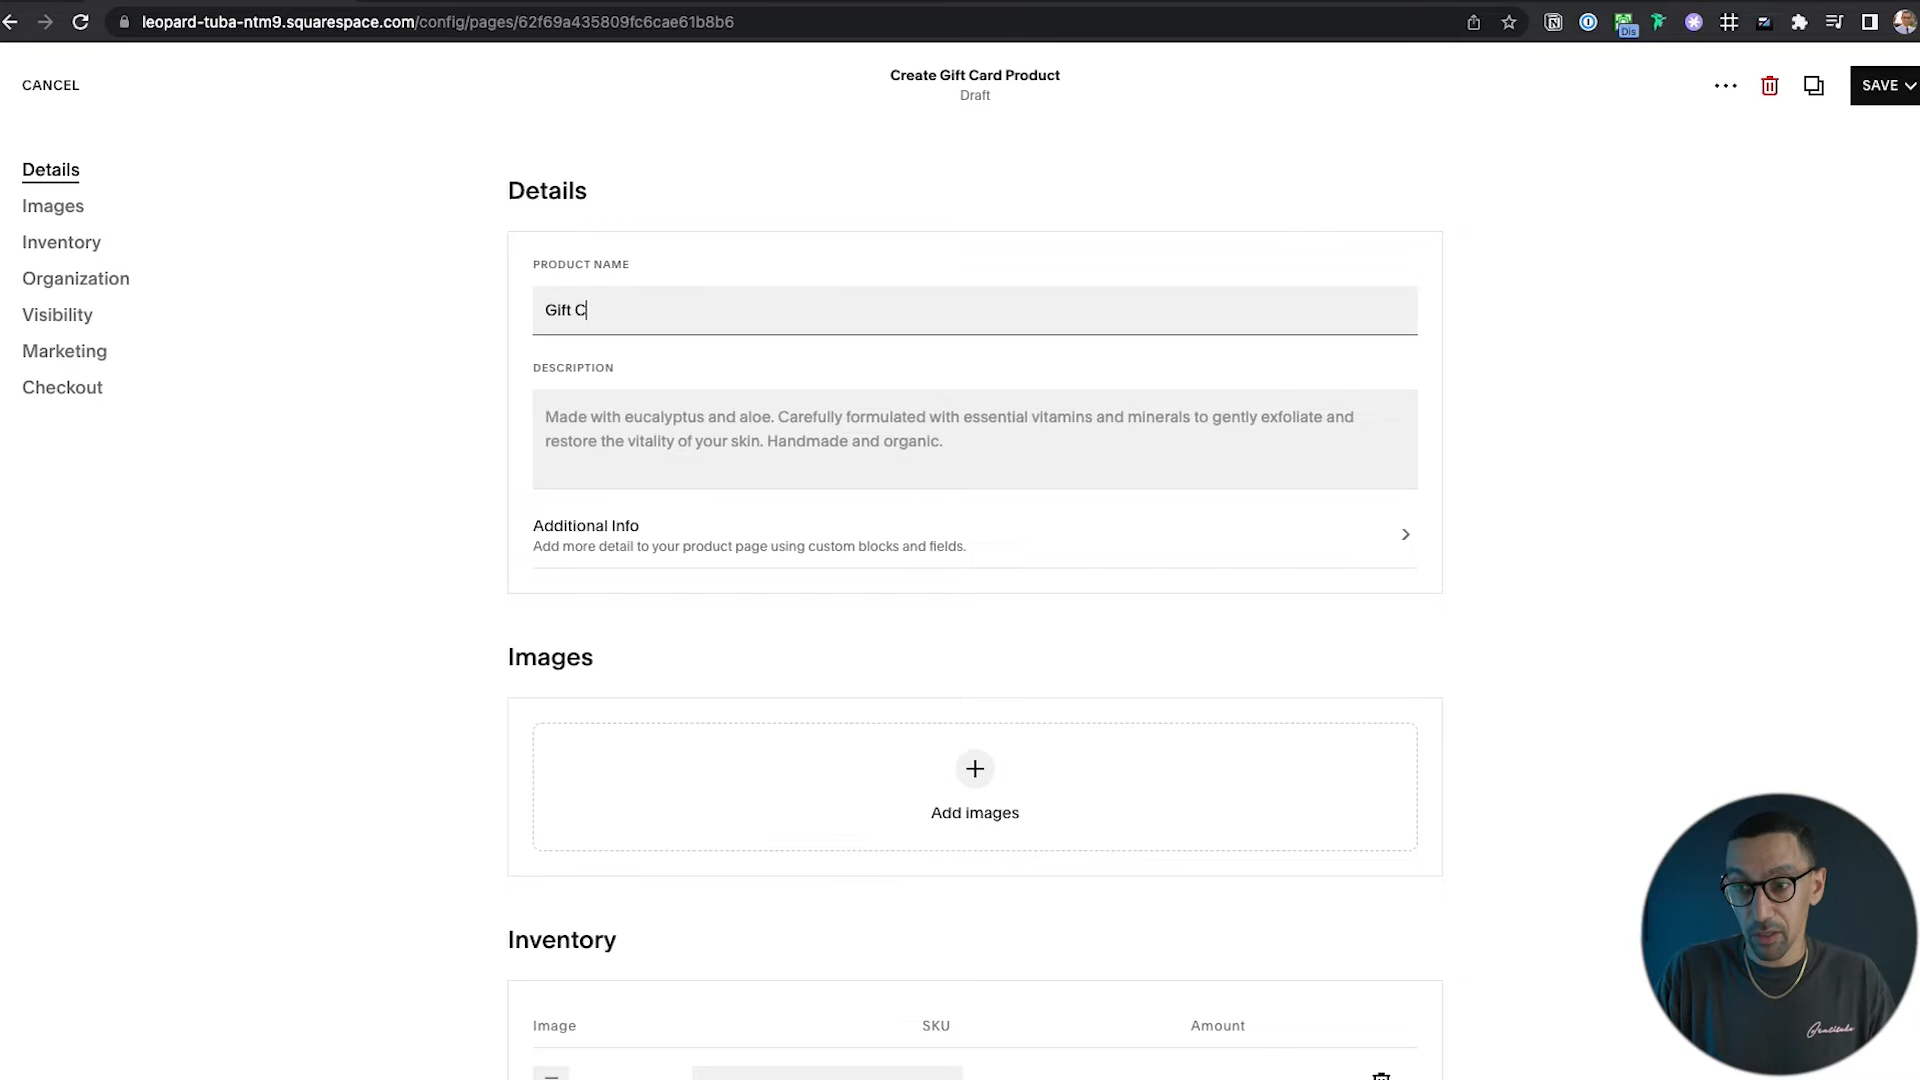 leopard-tuba-ntm9.squarespace.com/config/pages/62f69a435809fc6cae61b8b6
Dis
CANCEL
Create Gift Card Product
Draft
SAVE
Details
Images
Inventory
Organization
Visibility
Marketing
Checkout
Details
PRODUCT NAME
Gift C
DESCRIPTION
Made with eucalyptus and aloe. Carefully formulated with essential vitamins and minerals to gently exfoliate and
restore the vitality of your skin. Handmade and organic.
Additional Info
Add more detail to your product page using custom blocks and fields.
Images
Add images
Inventory
Image SKU Amount
Gratitude